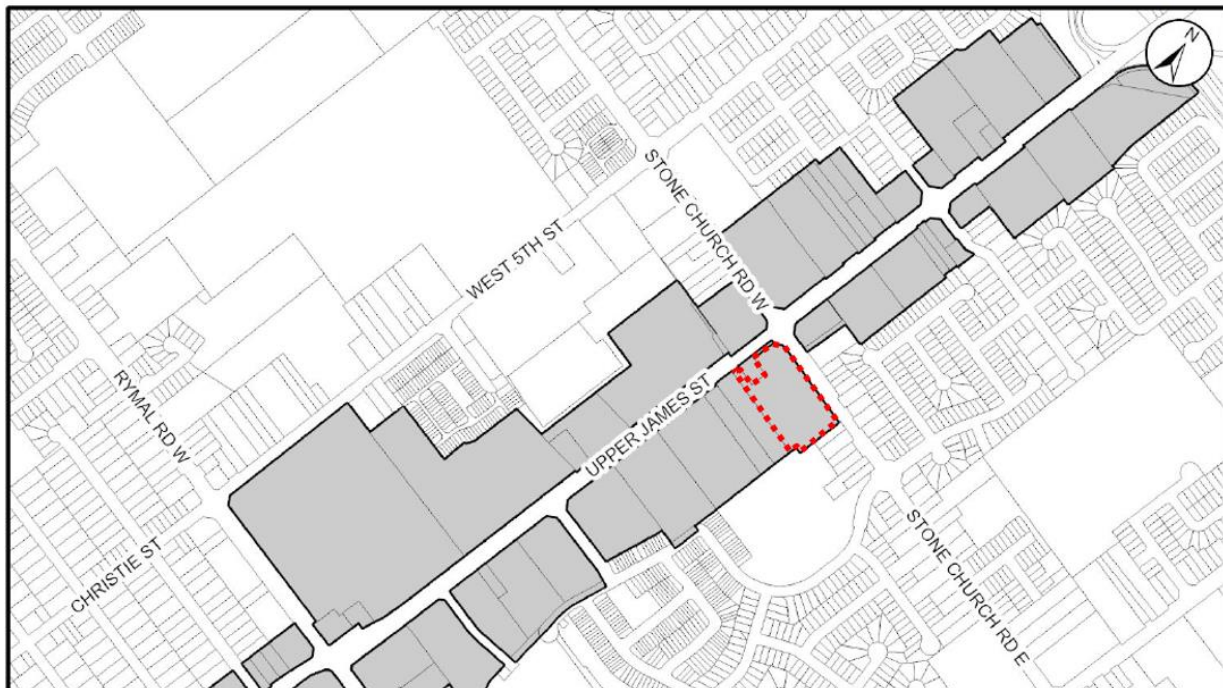 N
STONE CHURCH RD W
WEST 5TH ST
RYMAL RD W
UPPER JAMES ST
CHRISTIE ST
STONE CHURCH RD E